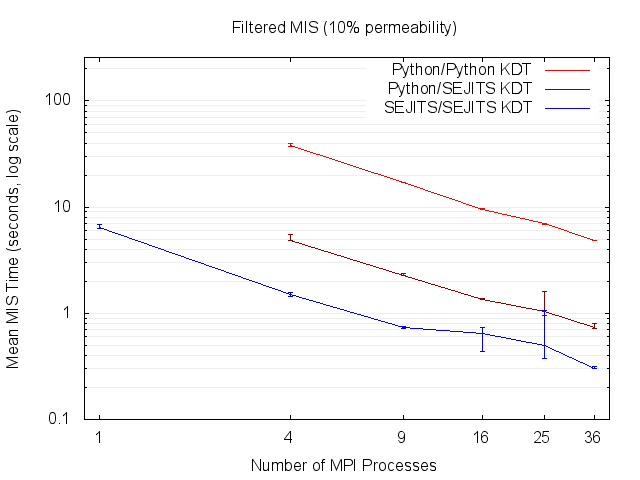 Filtered MIS (10% permeability)
Python/Python KDT
Python/SEJITS KDT
SEJITS/SEJITS KDT
Mean MIS Time (seconds, log scale)
100
10
1
0.1
1 4 9 16 25 36
Number of MPI Processes